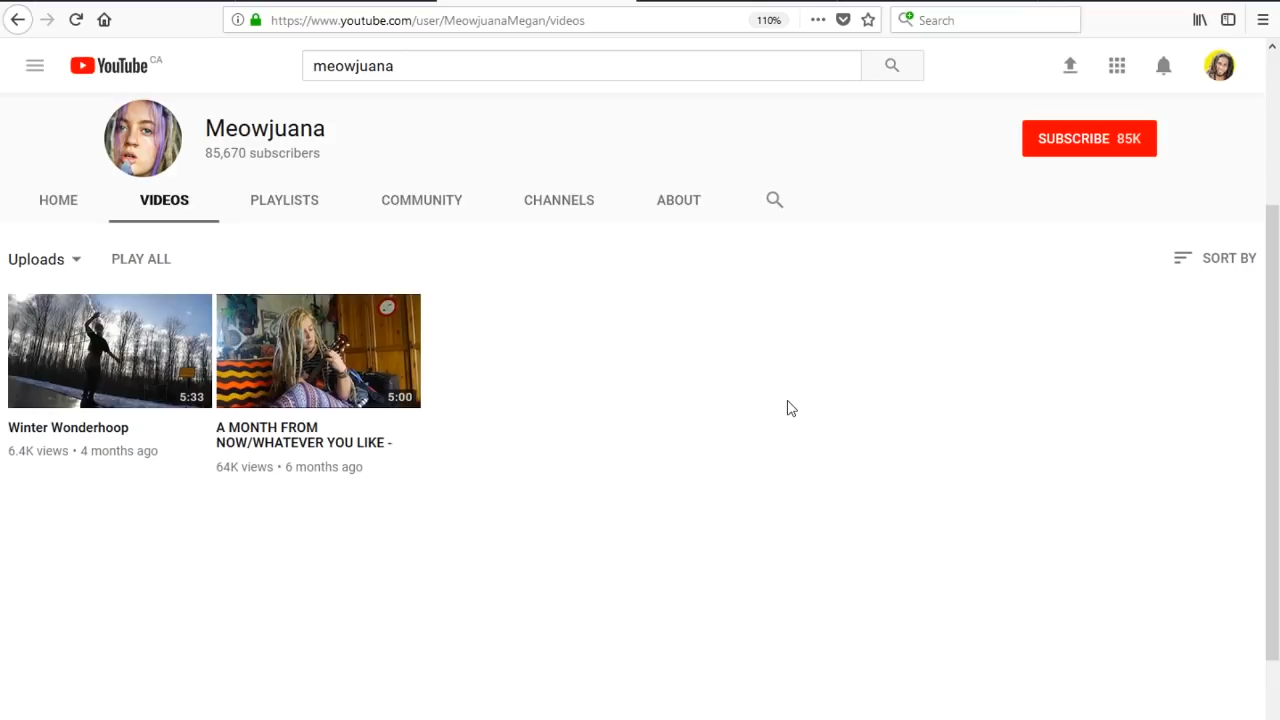 https://www.youtube.com/user/MeowjuanaMegan/videos
110%
Search
YouTube CA
meowjuana
Meowjuana
85,670 subscribers
SUBSCRIBE 85K
HOME
VIDEOS
PLAYLISTS
COMMUNITY
CHANNELS
ABOUT
Uploads
PLAY ALL
SORT BY
5:33
5:00
Winter Wonderhoop
6.4K views • 4 months ago
A MONTH FROM
NOW/WHATEVER YOU LIKE -
64K views • 6 months ago